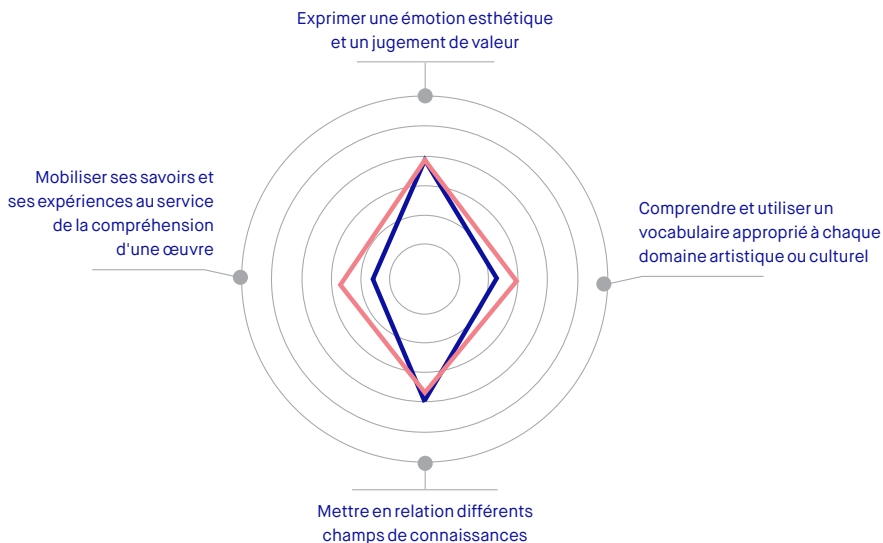 Exprimer une émotion esthétique
et un jugement de valeur
Mobiliser ses savoirs et
ses expériences au service
de la compréhension
d'une œuvre
Comprendre et utiliser un
vocabulaire approprié à chaque
domaine artistique ou culturel
Mettre en relation différents
champs de connaissances